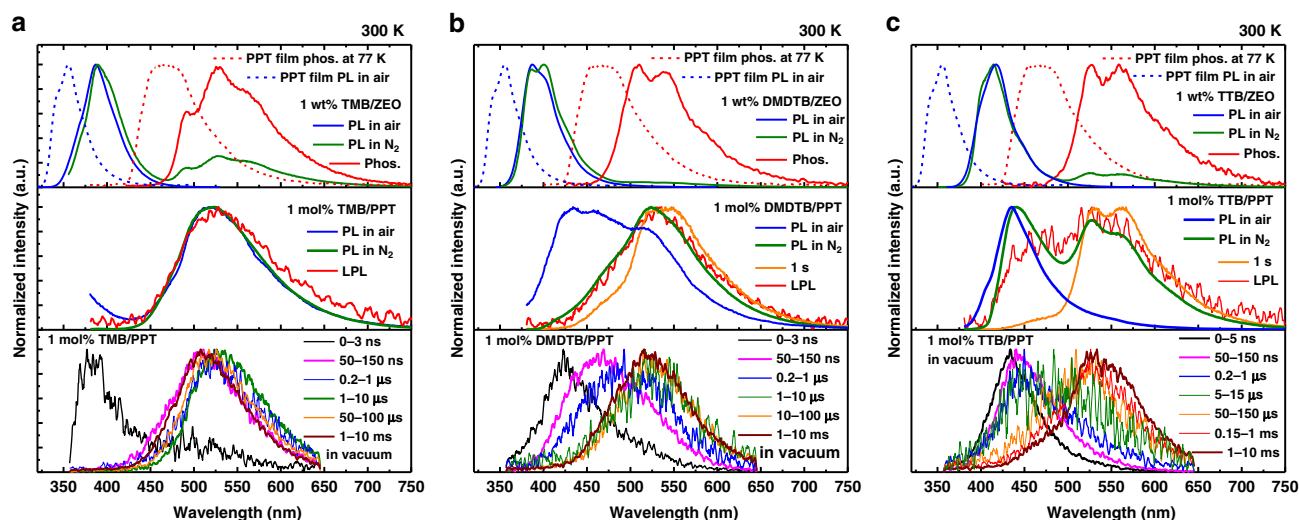 a
300 K
PPT film phos. at 77 K
PPT film PL in air
1 wt% TMB/ZEO
PL in air
PL in N₂
Phos.
1 mol% TMB/PPT
PL in air
PL in N₂
LPL
1 mol% TMB/PPT
0–3 ns
50–150 ns
0.2–1 µs
1–10 µs
50–100 µs
1–10 ms
in vacuum
Normalized intensity (a.u.)
350 400 450 500 550 600 650 700 750
Wavelength (nm)
b
300 K
PPT film phos. at 77 K
PPT film PL in air
1 wt% DMDTB/ZEO
PL in air
PL in N₂
Phos.
1 mol% DMDTB/PPT
PL in air
PL in N₂
1 s
LPL
1 mol% DMDTB/PPT
0–3 ns
50–150 ns
0.2–1 µs
1–10 µs
10–100 µs
1–10 ms
in vacuum
Normalized intensity (a.u.)
350 400 450 500 550 600 650 700 750
Wavelength (nm)
c
300 K
PPT film phos. at 77 K
PPT film PL in air
1 wt% TTB/ZEO
PL in air
PL in N₂
Phos.
1 mol% TTB/PPT
PL in air
PL in N₂
1 s
LPL
1 mol% TTB/PPT
in vacuum
0–5 ns
50–150 ns
0.2–1 µs
5–15 µs
50–150 µs
0.15–1 ms
1–10 ms
Normalized intensity (a.u.)
350 400 450 500 550 600 650 700 750
Wavelength (nm)